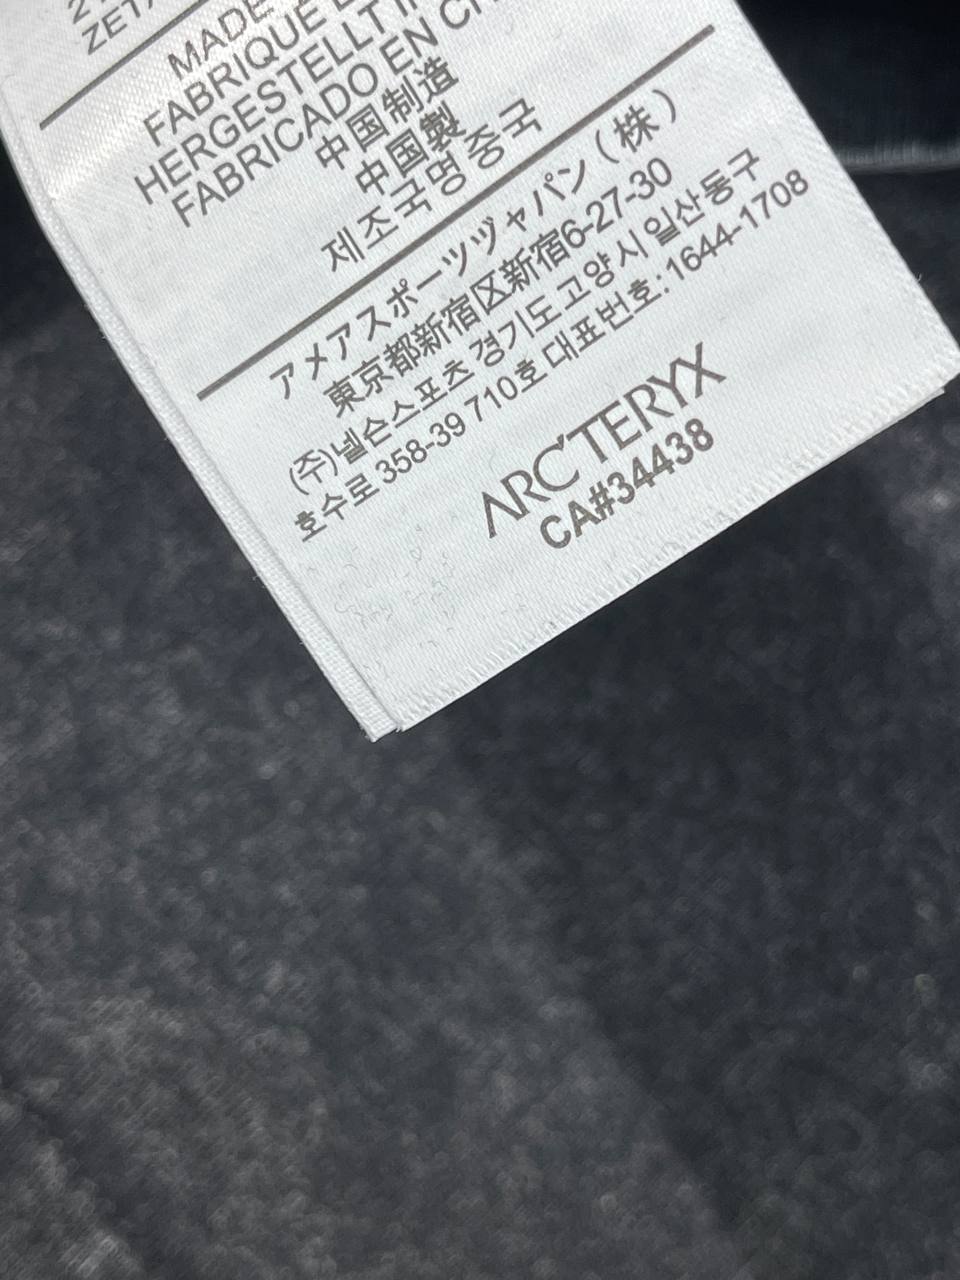 MADE
FABRIQUE
HERGESTELLT
FABRICADO EN
中国制造
中国製
제조국명 중국
アメアスポーツヅャパン（株）
東京都新宿区新宿6-27-30
(주)넬슨스포츠 경기도 고양시 일산동구
호수로 358-39 710호 대표번호:1644-1708
ARC'TERYX
CA#34438